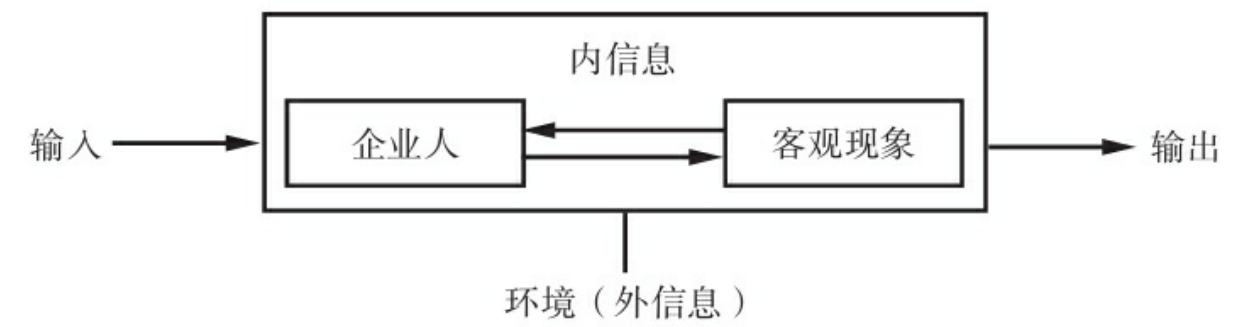 内信息
输入
企业人
客观现象
输出
环境（外信息）